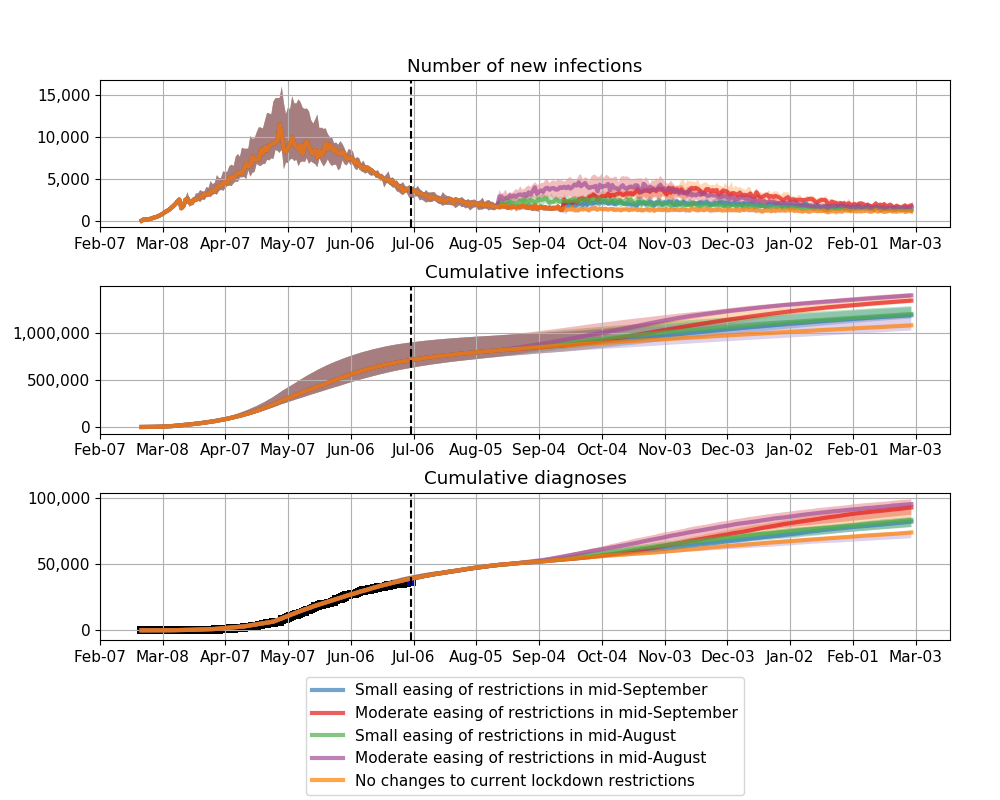 Number of new infections
15,000
10,000
5,000
0
Feb-07 Mar-08 Apr-07 May-07 Jun-06 Jul-06 Aug-05 Sep-04 Oct-04 Nov-03 Dec-03 Jan-02 Feb-01 Mar-03
Cumulative infections
1,000,000
500,000
0
Feb-07 Mar-08 Apr-07 May-07 Jun-06 Jul-06 Aug-05 Sep-04 Oct-04 Nov-03 Dec-03 Jan-02 Feb-01 Mar-03
Cumulative diagnoses
100,000
50,000
0
Feb-07 Mar-08 Apr-07 May-07 Jun-06 Jul-06 Aug-05 Sep-04 Oct-04 Nov-03 Dec-03 Jan-02 Feb-01 Mar-03
Small easing of restrictions in mid-September
Moderate easing of restrictions in mid-September
Small easing of restrictions in mid-August
Moderate easing of restrictions in mid-August
No changes to current lockdown restrictions